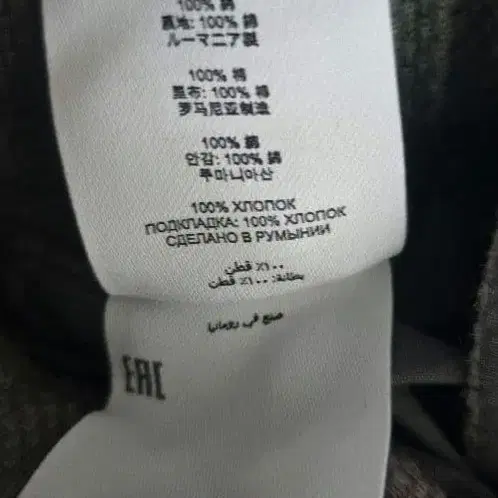 100% 綿
裏地: 100% 綿
ルーマニア製
100% 棉
里布: 100% 棉
罗马尼亚制造
100% 綿
안감: 100% 綿
루마니아산
100% ХЛОПОК
ПОДКЛАДКА: 100% ХЛОПОК
СДЕЛАНО В РУМЫНИИ
١٠٠٪ قطن
بطانة: ١٠٠٪ قطن
صنع في رومانيا
EAC